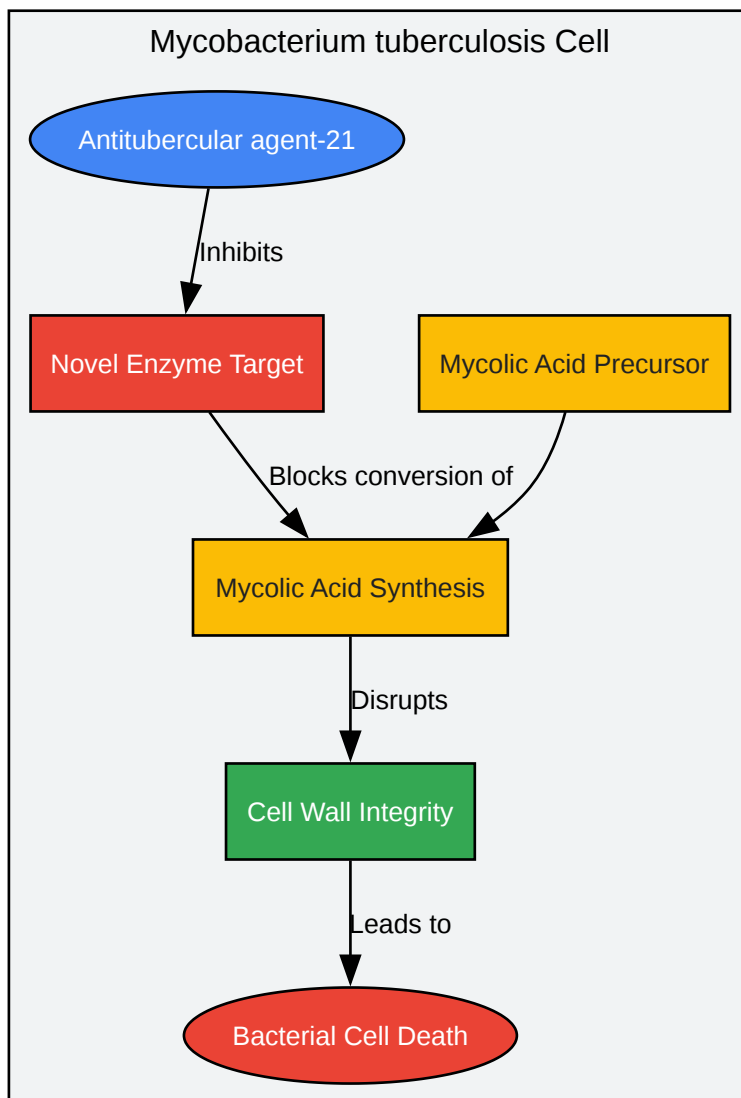 Mycobacterium tuberculosis Cell
Antitubercular agent-21
Inhibits
Novel Enzyme Target
Mycolic Acid Precursor
Blocks conversion of
Mycolic Acid Synthesis
Disrupts
Cell Wall Integrity
Leads to
Bacterial Cell Death